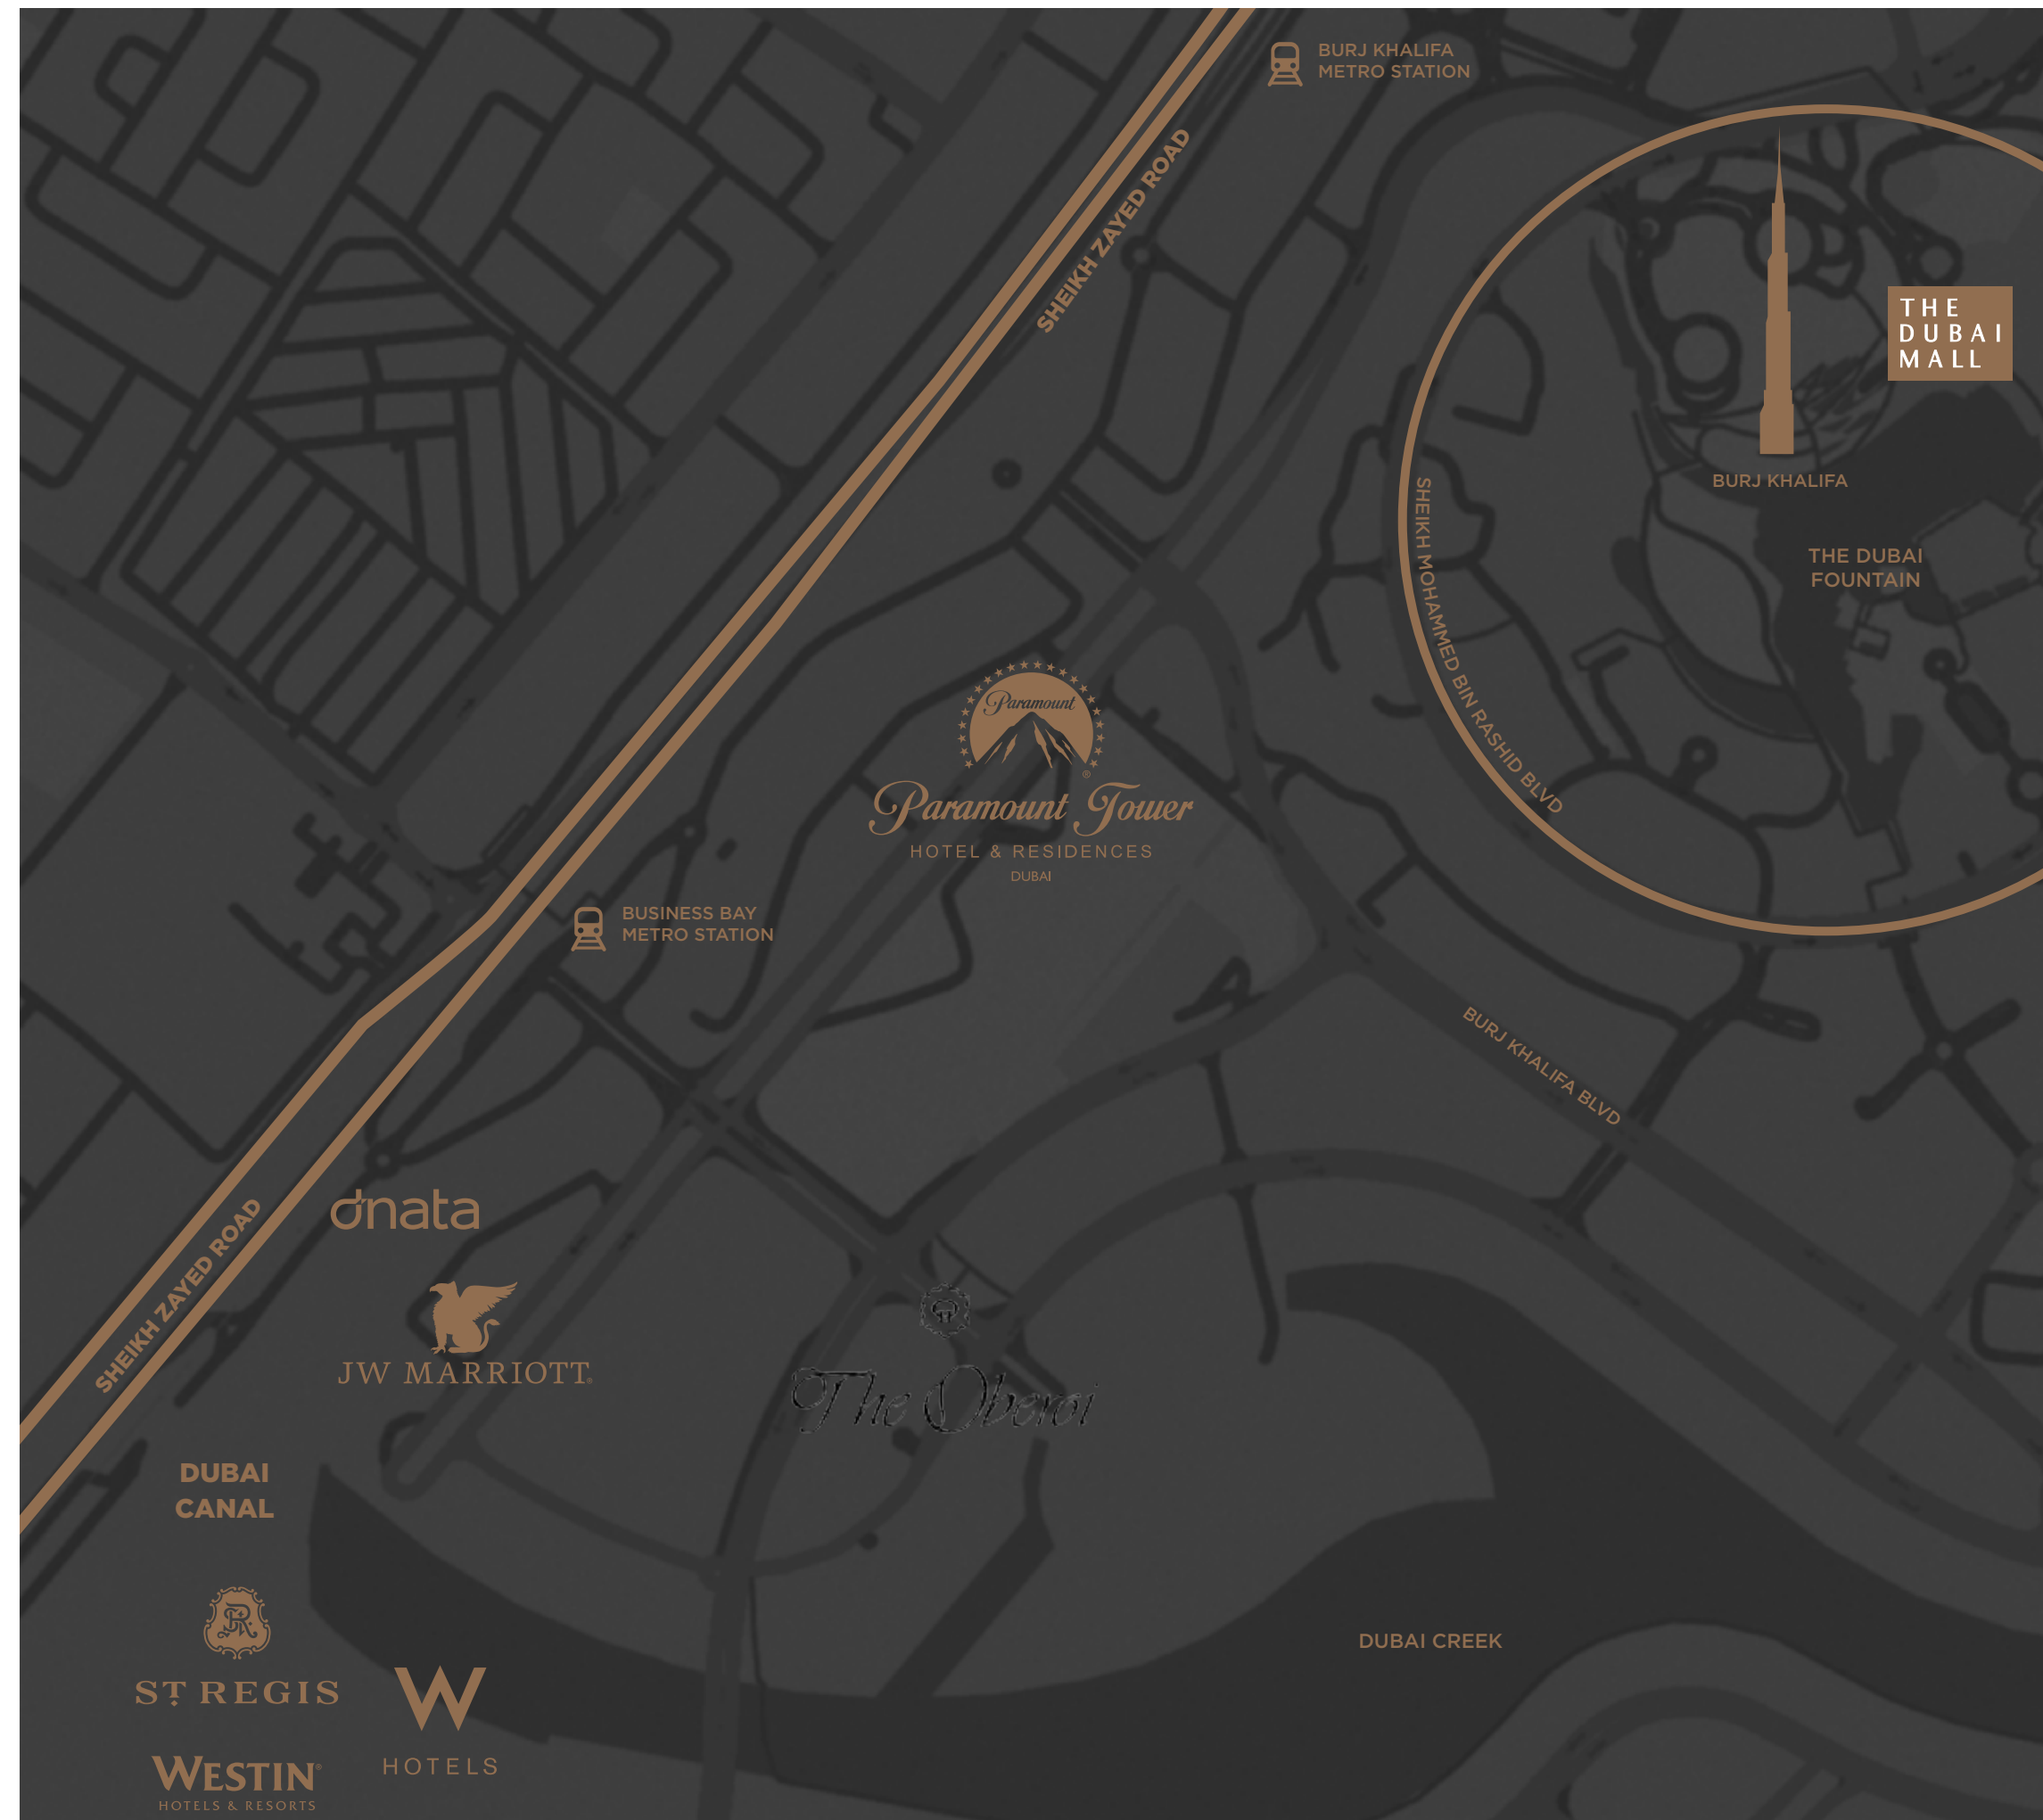 BURJ KHALIFA
METRO STATION
SHEIKH ZAYED ROAD
THE
DUBAI
MALL
BURJ KHALIFA
SHEIKH MOHAMMED BIN RASHID BLVD
THE DUBAI
FOUNTAIN
Paramount
®
Paramount Tower
HOTEL & RESIDENCES
DUBAI
BUSINESS BAY
METRO STATION
BURJ KHALIFA BLVD
dnata
SHEIKH ZAYED ROAD
JW MARRIOTT®
The Oberoi
DUBAI
CANAL
DUBAI CREEK
STR
ST REGIS
W
HOTELS
WESTIN®
HOTELS & RESORTS